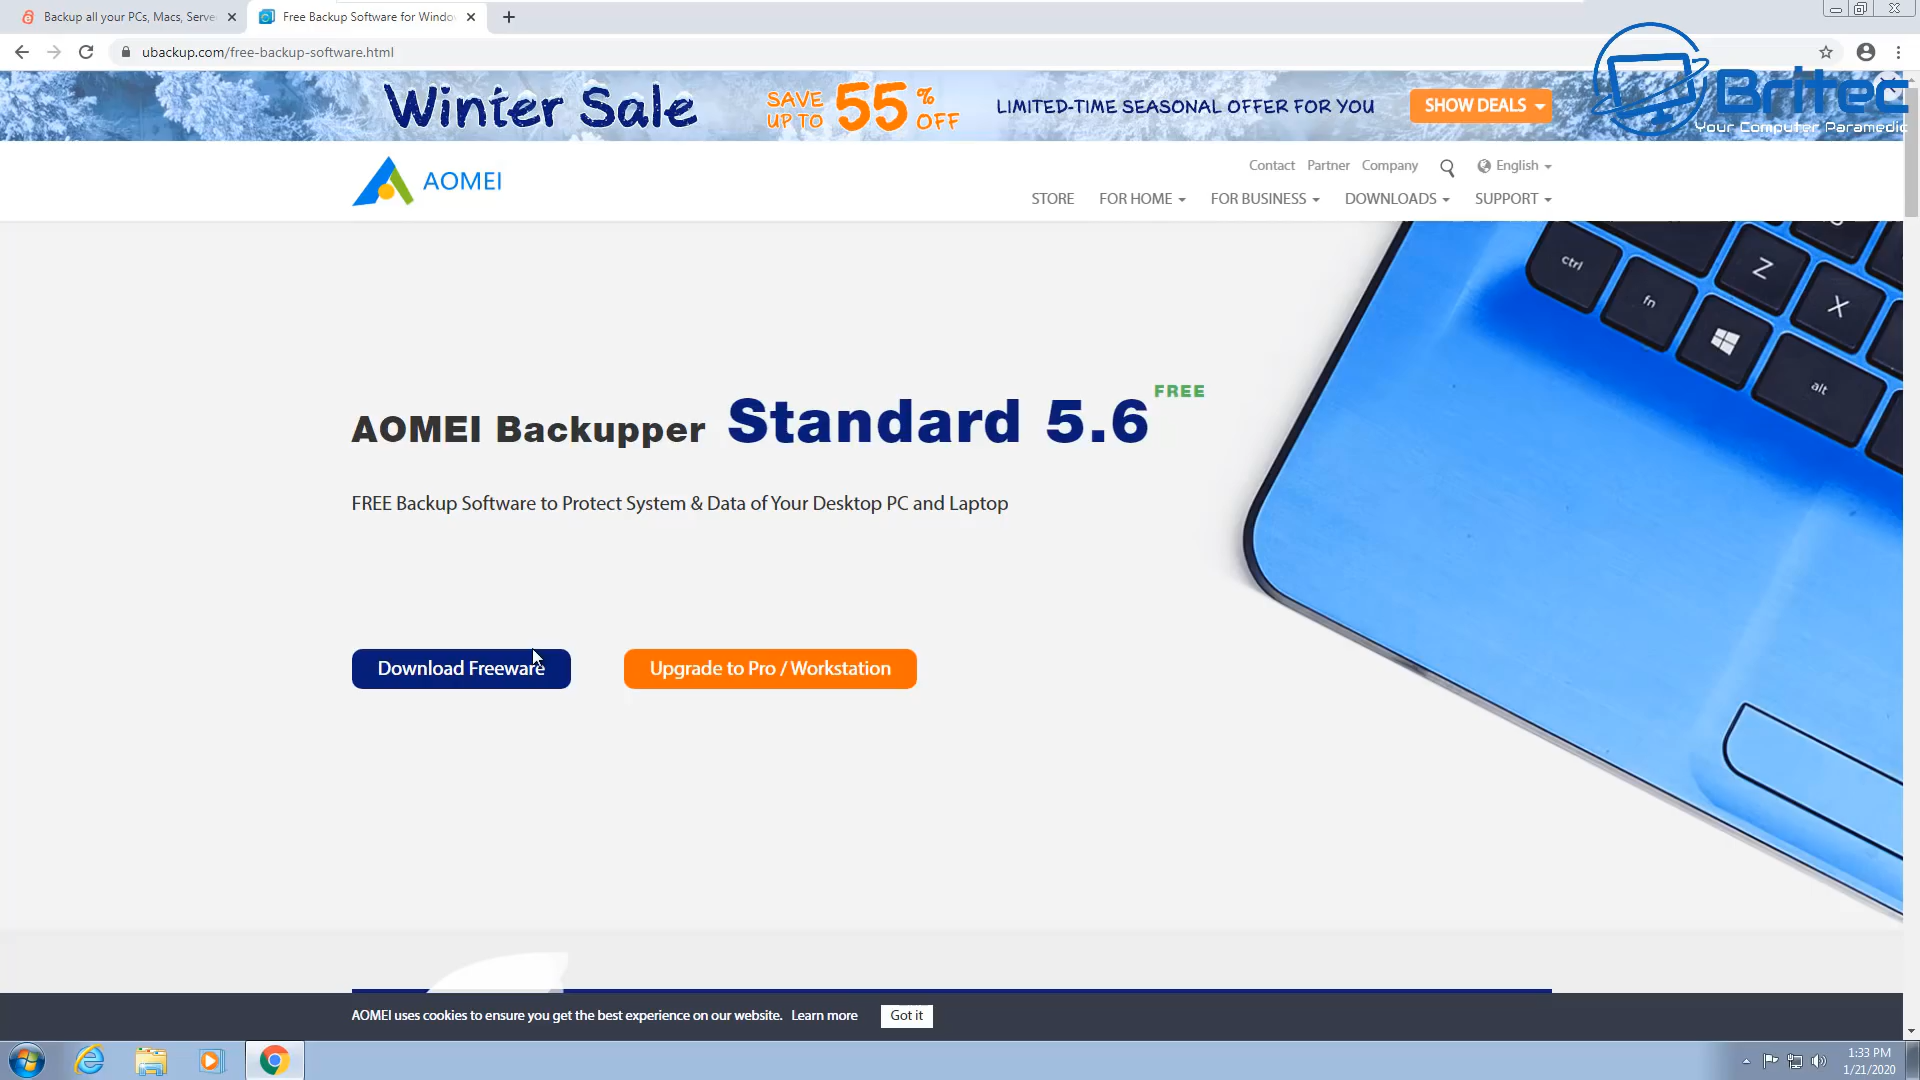 Backup all your PCs, Macs, Serve
Free Backup Software for Windo
ubackup.com/free-backup-software.html
Winter Sale
SAVE UP TO 55% OFF
LIMITED-TIME SEASONAL OFFER FOR YOU
SHOW DEALS
Britec
Your Computer Paramedic
AOMEI
Contact Partner Company English
STORE FOR HOME FOR BUSINESS DOWNLOADS SUPPORT
ctrl
fn
Z
X
alt
AOMEI Backupper Standard 5.6 FREE
FREE Backup Software to Protect System & Data of Your Desktop PC and Laptop
Download Freeware
Upgrade to Pro / Workstation
AOMEI uses cookies to ensure you get the best experience on our website. Learn more Got it
1:33 PM
1/21/2020